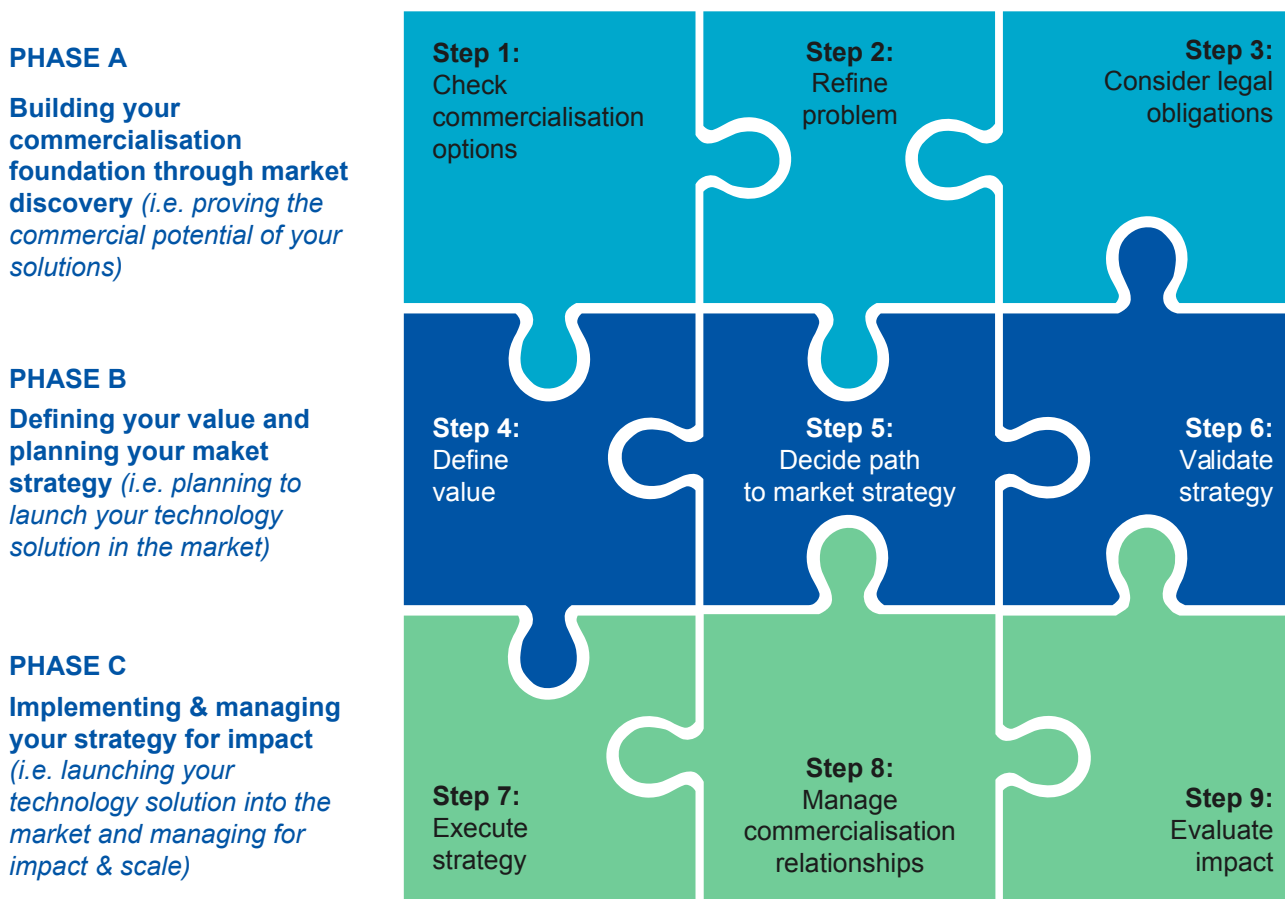 PHASE A
Building your
commercialisation
foundation through market
discovery (i.e. proving the
commercial potential of your
solutions)
Step 1:
Check
commercialisation
options
Step 2:
Refine
problem
Step 3:
Consider legal
obligations
PHASE B
Defining your value and
planning your maket
strategy (i.e. planning to
launch your technology
solution in the market)
Step 4:
Define
value
Step 5:
Decide path
to market strategy
Step 6:
Validate
strategy
PHASE C
Implementing & managing
your strategy for impact
(i.e. launching your
technology solution into the
market and managing for
impact & scale)
Step 7:
Execute
strategy
Step 8:
Manage
commercialisation
relationships
Step 9:
Evaluate
impact